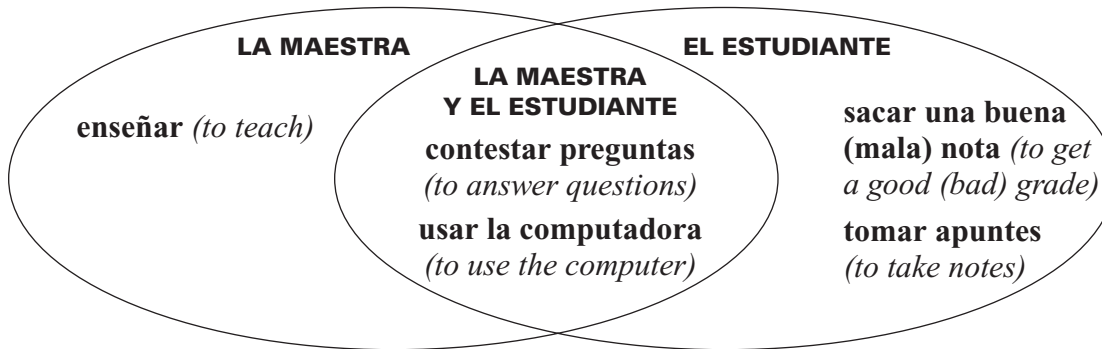 LA MAESTRA
enseñar (to teach)
LA MAESTRA
Y EL ESTUDIANTE
contestar preguntas
(to answer questions)
usar la computadora
(to use the computer)
EL ESTUDIANTE
sacar una buena
(mala) nota (to get
a good (bad) grade)
tomar apuntes
(to take notes)